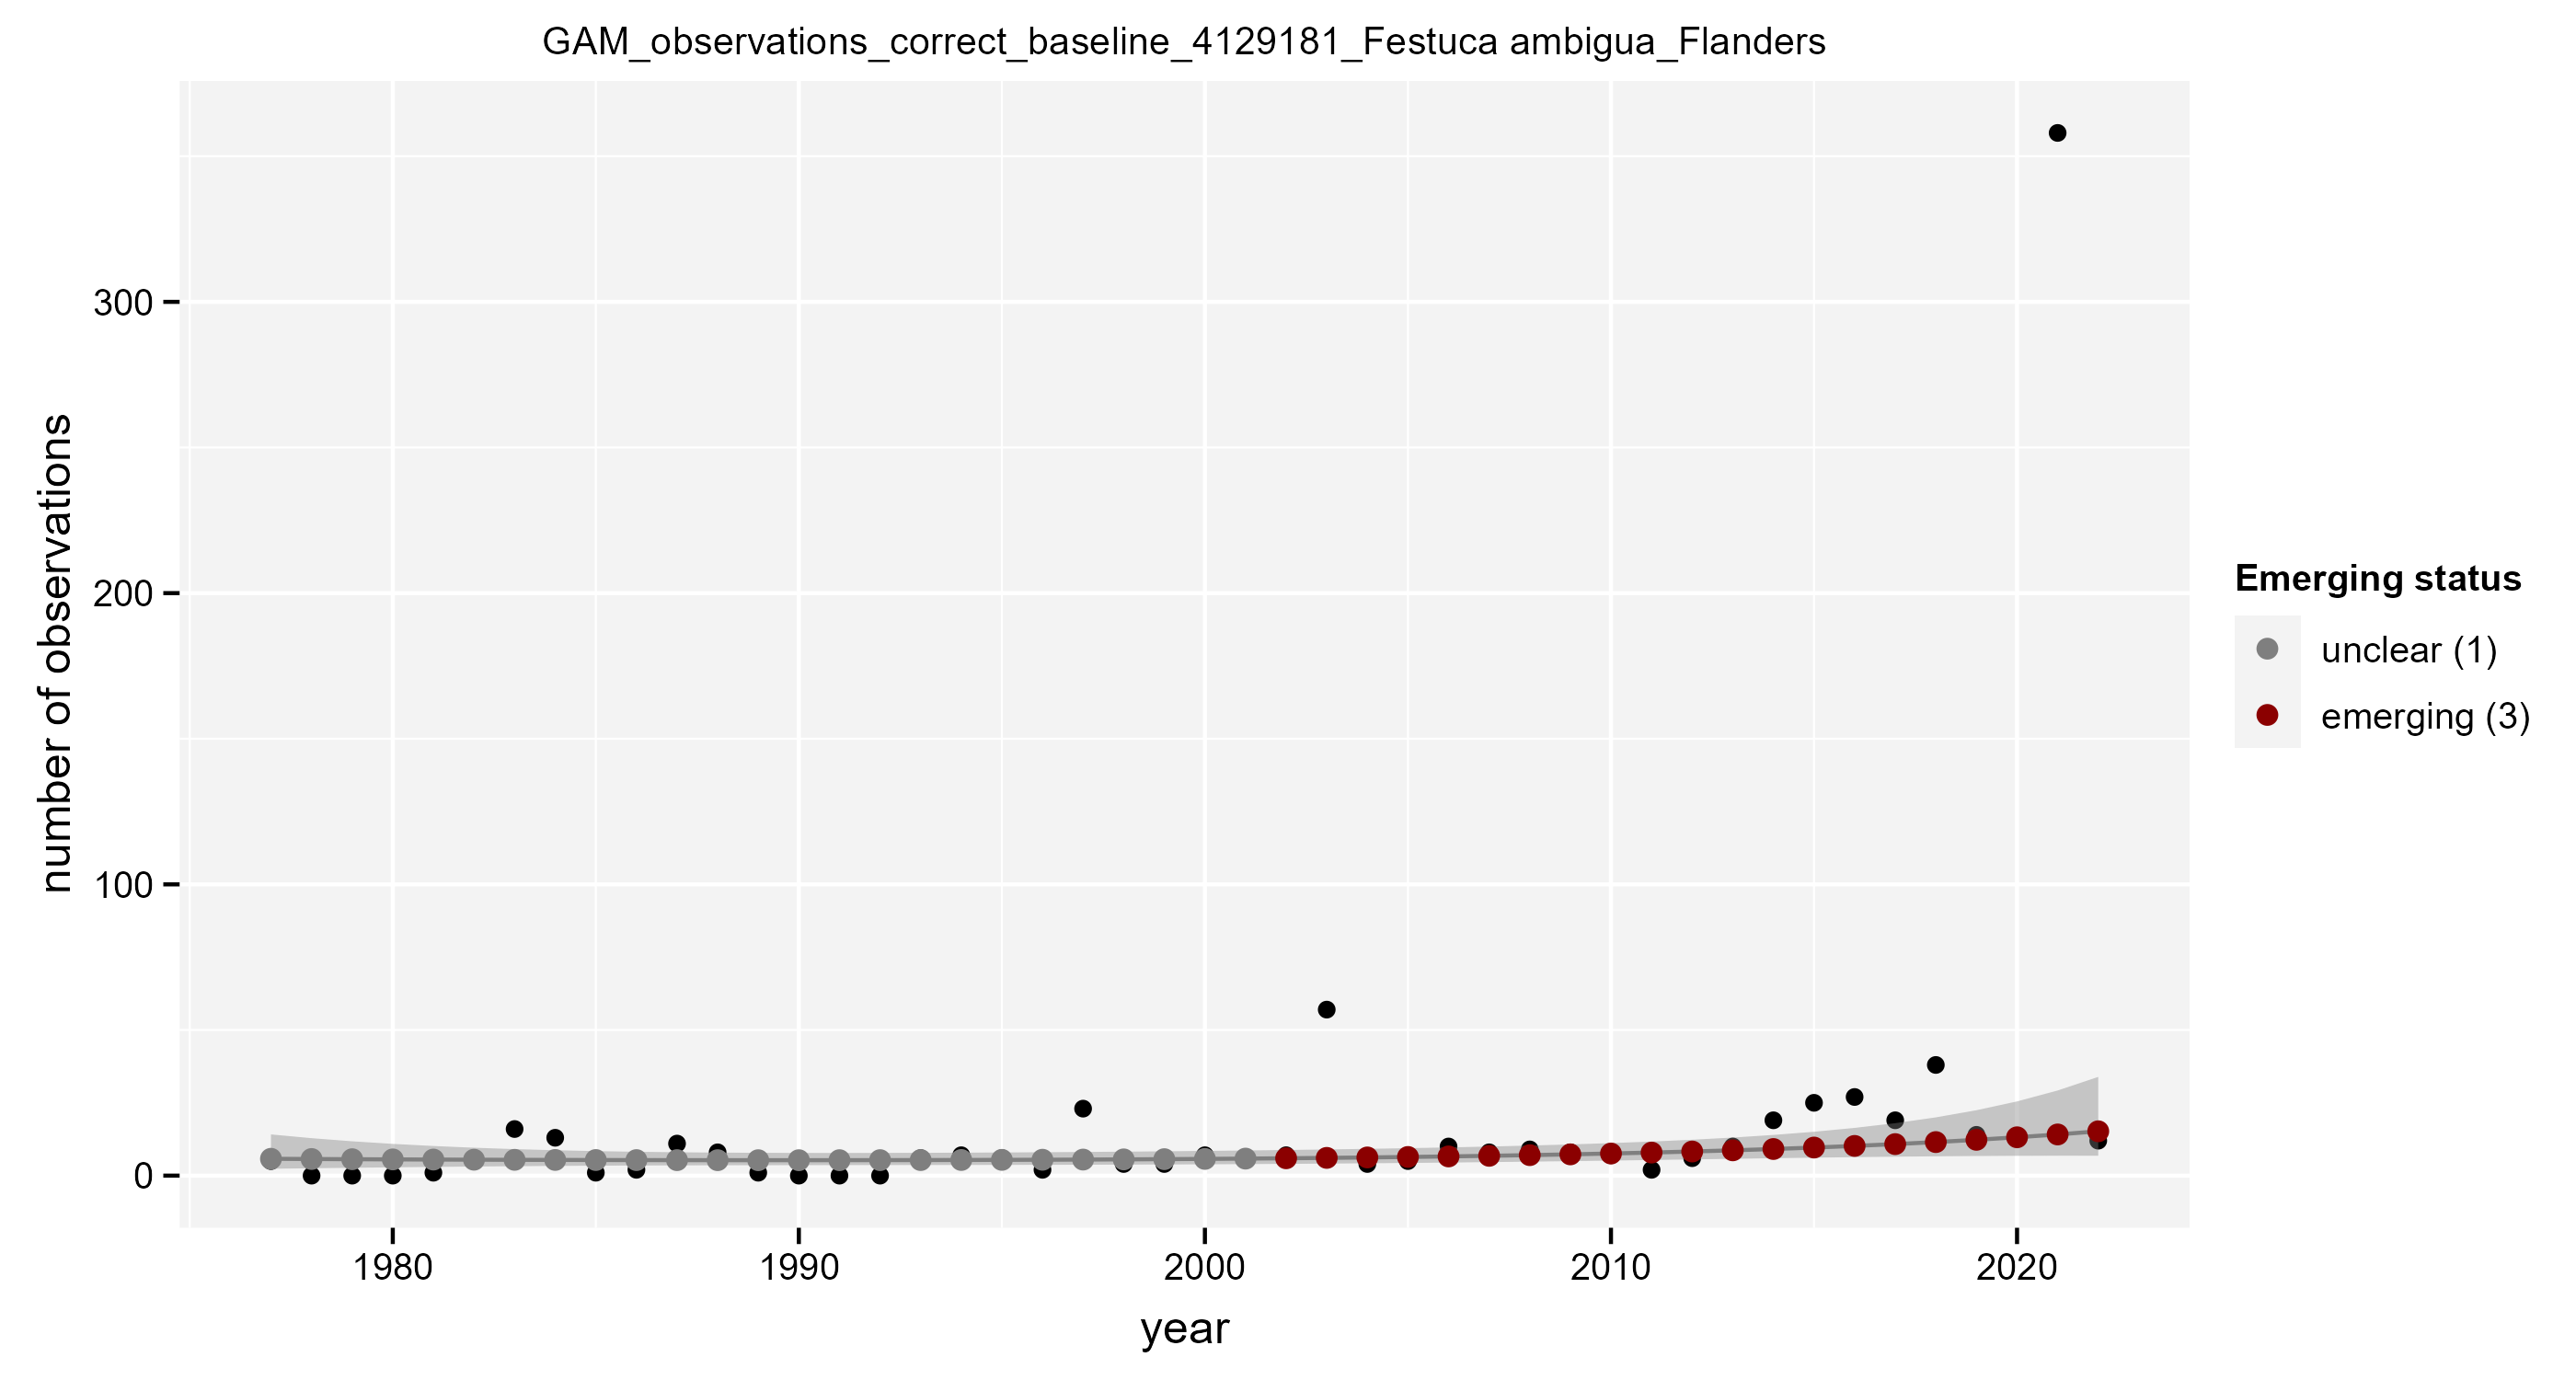 GAM_observations_correct_baseline_4129181_Festuca ambigua_Flanders
number of observations
300
200
100
0
1980 1990 2000 2010 2020
year
Emerging status
unclear (1)
emerging (3)